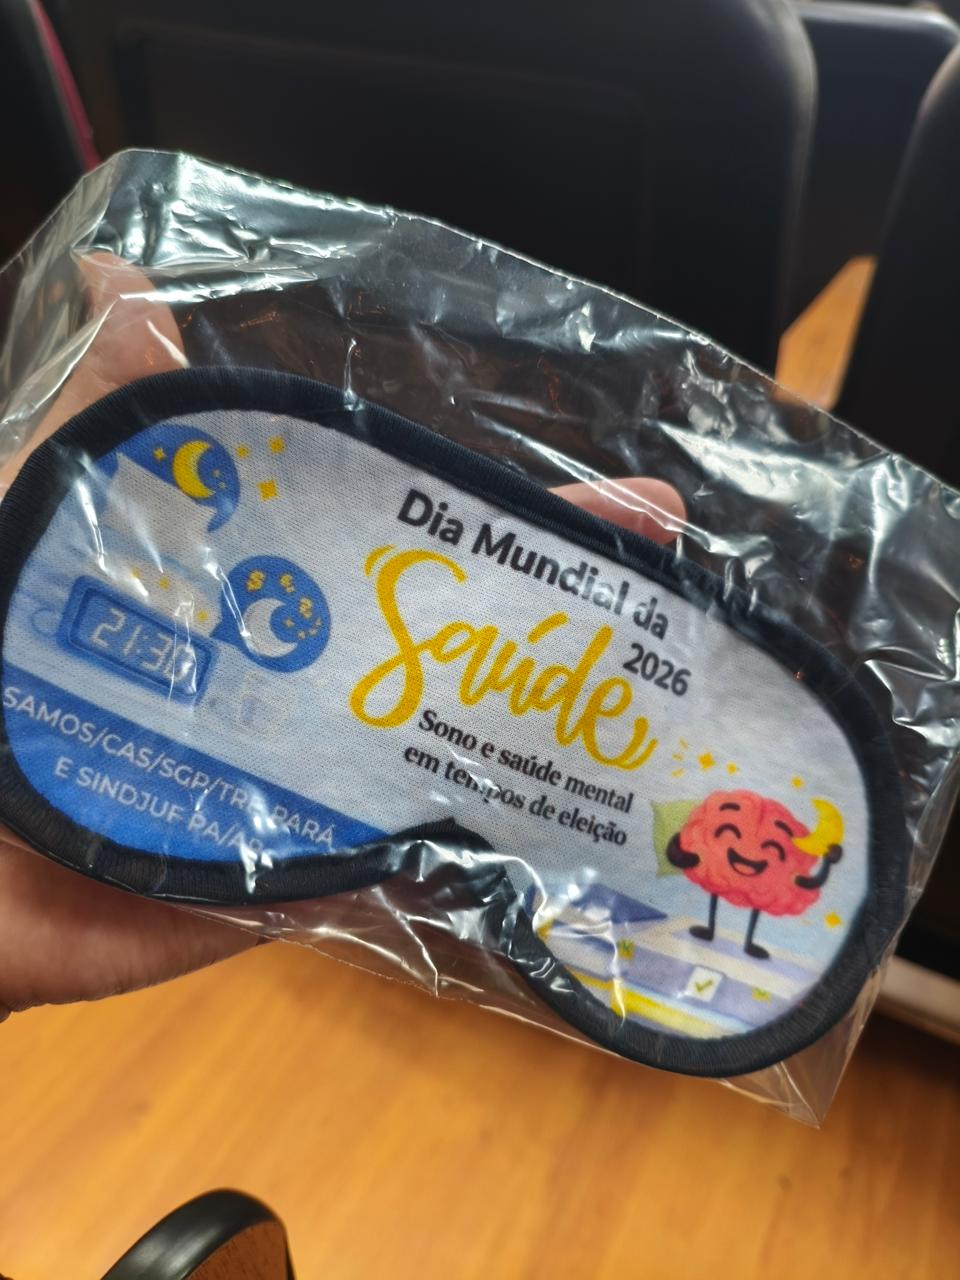 Dia Mundial da
Saúde
2026
Sono e saúde mental
em tempos de eleição
21:30
SAMOS/CAS/SGP/TRE PARÁ
E SINDJUF PA/AP